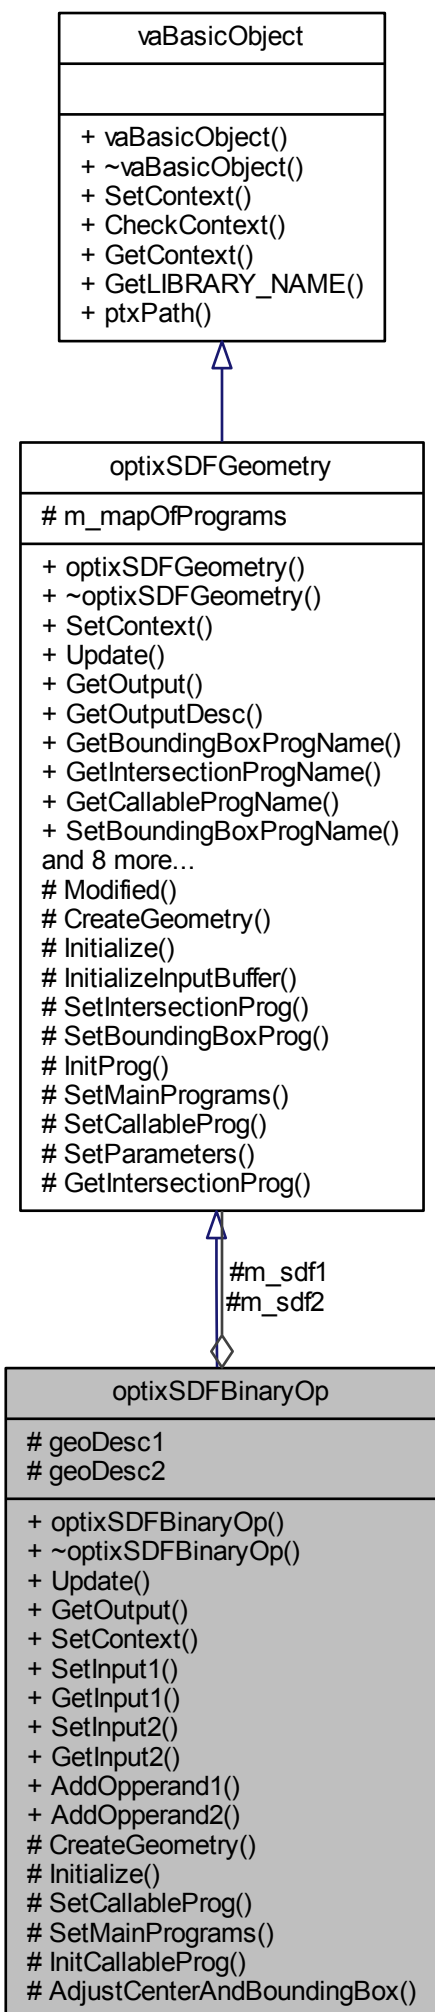 vaBasicObject
+ vaBasicObject()
+ ~vaBasicObject()
+ SetContext()
+ CheckContext()
+ GetContext()
+ GetLIBRARY_NAME()
+ ptxPath()
optixSDFGeometry
# m_mapOfPrograms
+ optixSDFGeometry()
+ ~optixSDFGeometry()
+ SetContext()
+ Update()
+ GetOutput()
+ GetOutputDesc()
+ GetBoundingBoxProgName()
+ GetIntersectionProgName()
+ GetCallableProgName()
+ SetBoundingBoxProgName()
and 8 more...
# Modified()
# CreateGeometry()
# Initialize()
# InitializeInputBuffer()
# SetIntersectionProg()
# SetBoundingBoxProg()
# InitProg()
# SetMainPrograms()
# SetCallableProg()
# SetParameters()
# GetIntersectionProg()
#m_sdf1
#m_sdf2
optixSDFBinaryOp
# geoDesc1
# geoDesc2
+ optixSDFBinaryOp()
+ ~optixSDFBinaryOp()
+ Update()
+ GetOutput()
+ SetContext()
+ SetInput1()
+ GetInput1()
+ SetInput2()
+ GetInput2()
+ AddOpperand1()
+ AddOpperand2()
# CreateGeometry()
# Initialize()
# SetCallableProg()
# SetMainPrograms()
# InitCallableProg()
# AdjustCenterAndBoundingBox()